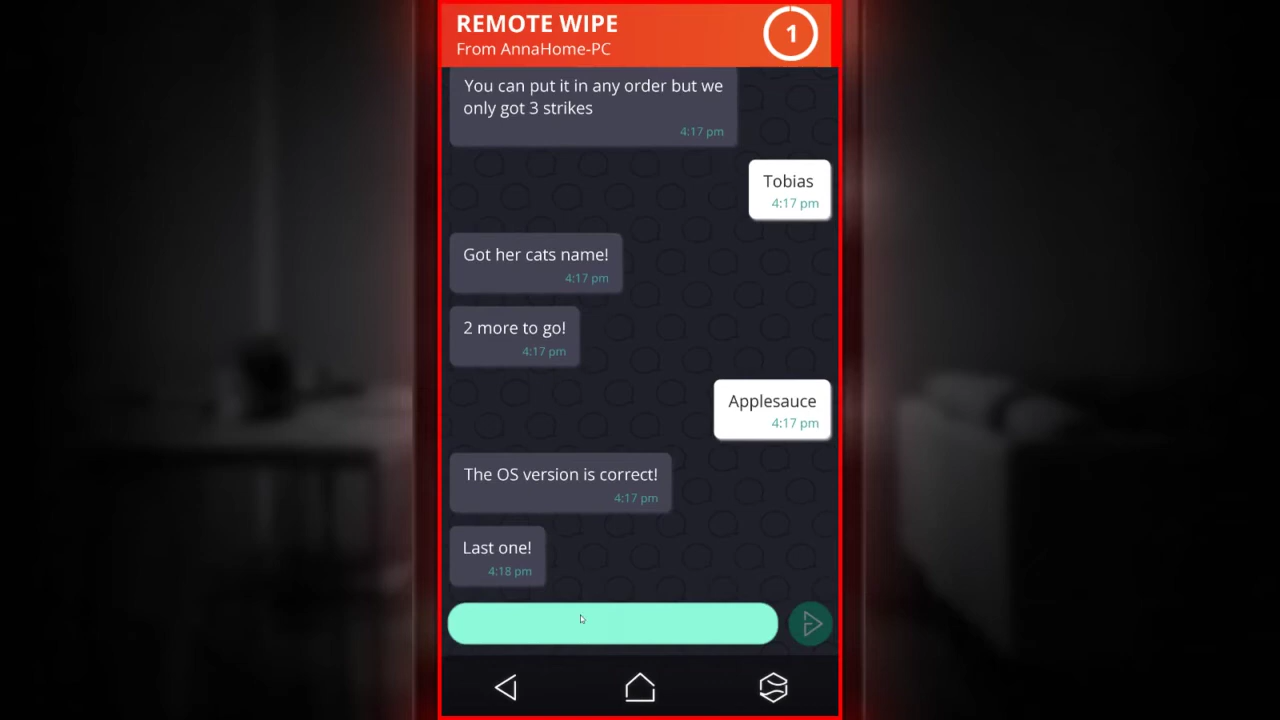 REMOTE WIPE
From AnnaHome-PC
1
You can put it in any order but we
only got 3 strikes
4:17 pm
Tobias
4:17 pm
Got her cats name!
4:17 pm
2 more to go!
4:17 pm
Applesauce
4:17 pm
The OS version is correct!
4:17 pm
Last one!
4:18 pm